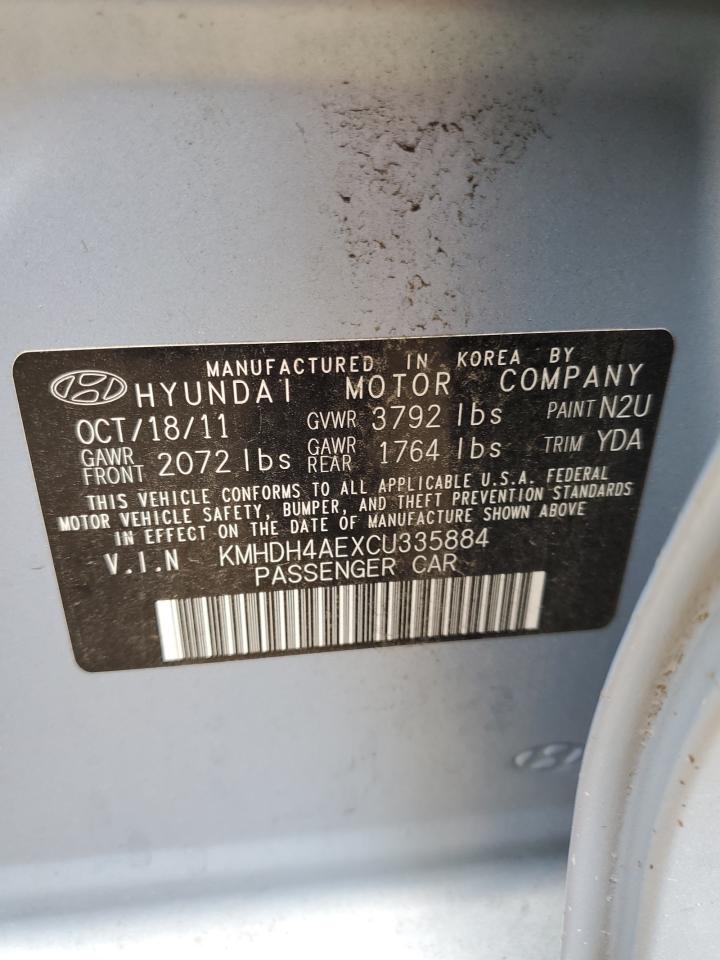 MANUFACTURED IN KOREA BY
HYUNDAI MOTOR COMPANY
OCT/18/11 GVWR 3792 lbs PAINT N2U
GAWR FRONT 2072 lbs GAWR REAR 1764 lbs TRIM YDA
THIS VEHICLE CONFORMS TO ALL APPLICABLE U.S.A. FEDERAL
MOTOR VEHICLE SAFETY, BUMPER, AND THEFT PREVENTION STANDARDS
IN EFFECT ON THE DATE OF MANUFACTURE SHOWN ABOVE
V.I.N KMHDH4AEXCU335884
PASSENGER CAR